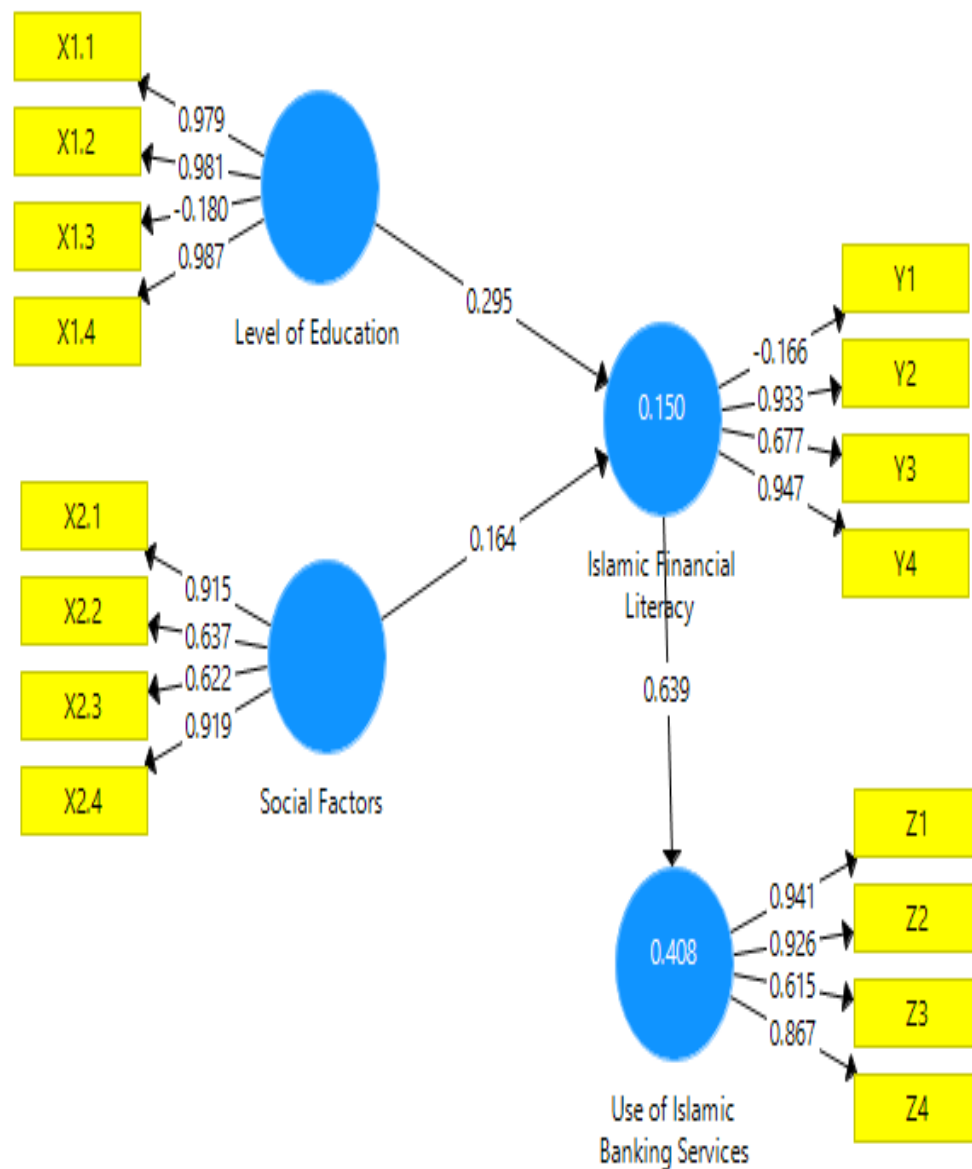 X1.1
0.979
X1.2
0.981
-0.180
X1.3
0.987
X1.4
Level of Education
0.295
Y1
-0.166
Y2
0.933
0.150
0.677
Y3
0.947
Y4
Islamic Financial
Literacy
X2.1
0.164
0.915
X2.2
0.637
0.622
X2.3
0.919
X2.4
Social Factors
0.639
Z1
0.941
Z2
0.926
0.408
0.615
Z3
0.867
Z4
Use of Islamic
Banking Services